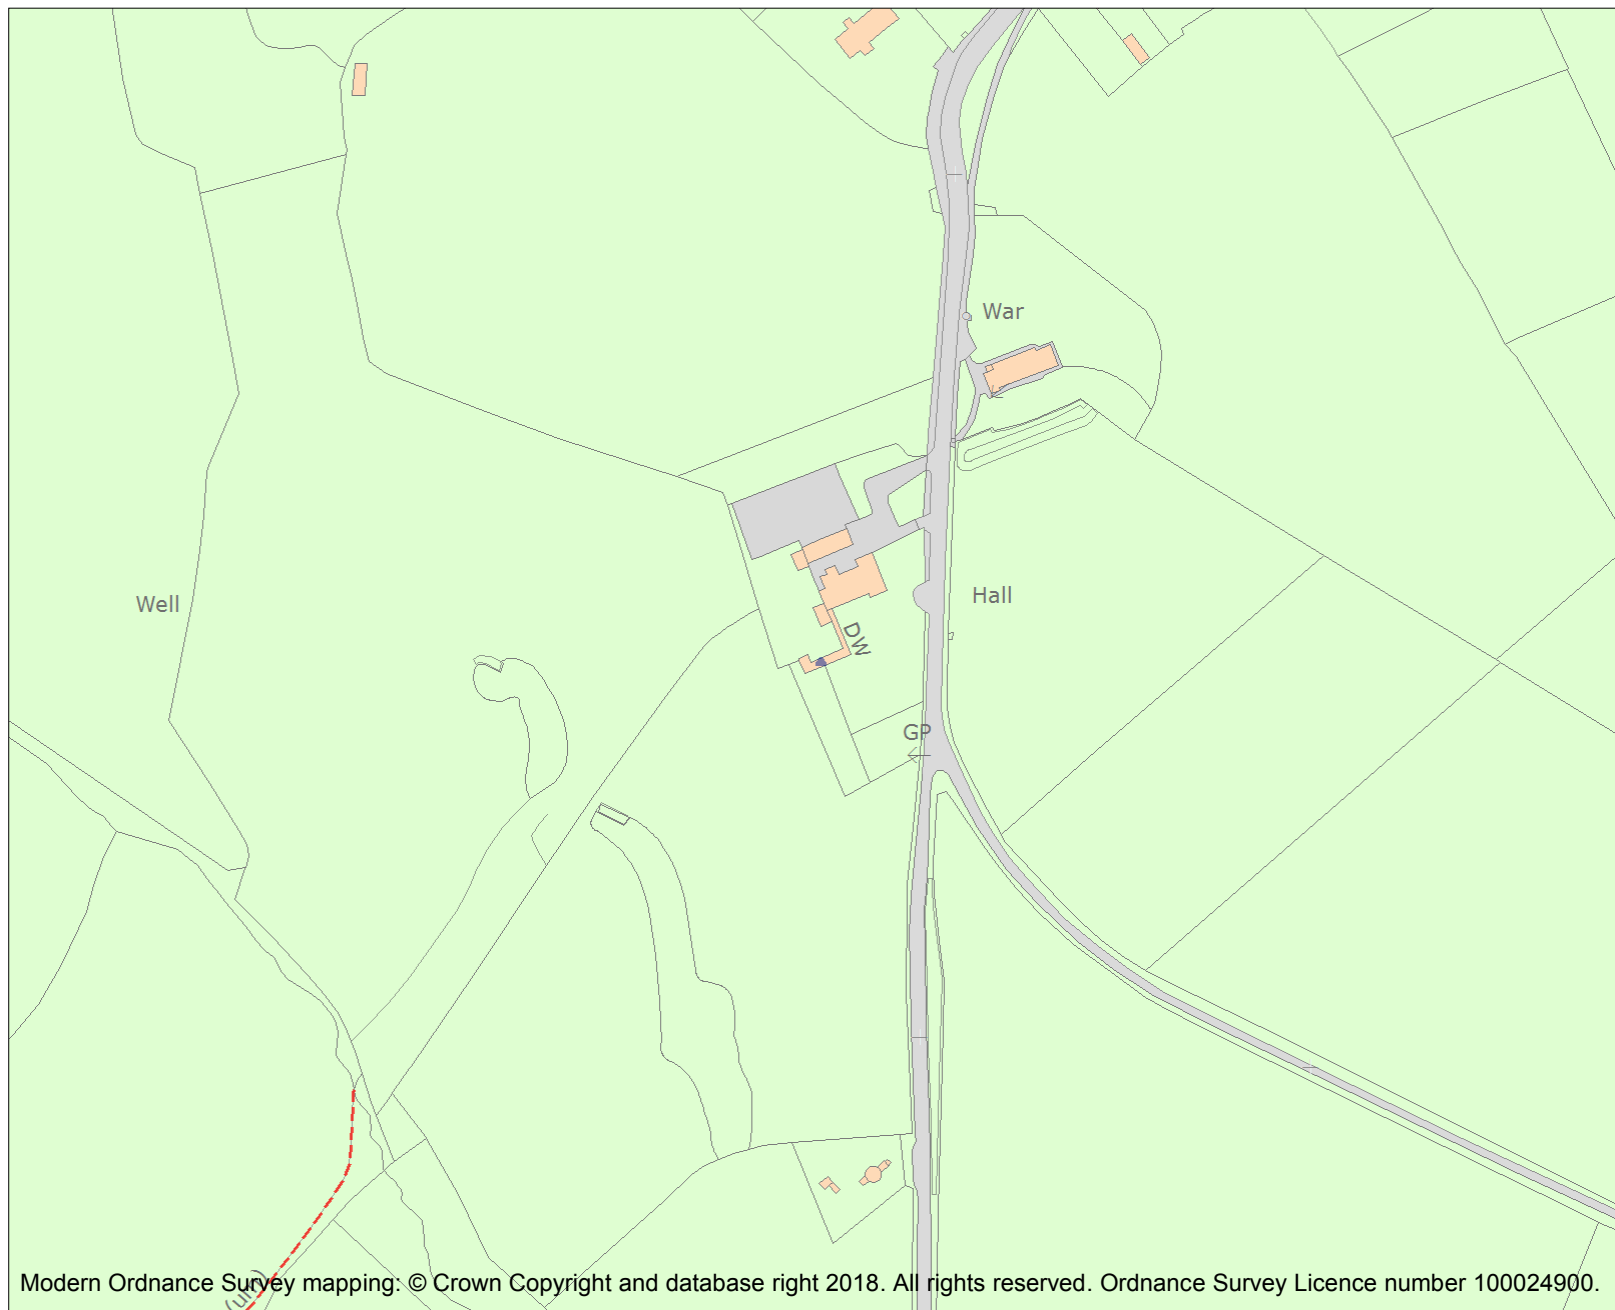 War
Hall
Well
DW
GP
(um)
Modern Ordnance Survey mapping: © Crown Copyright and database right 2018. All rights reserved. Ordnance Survey Licence number 100024900.